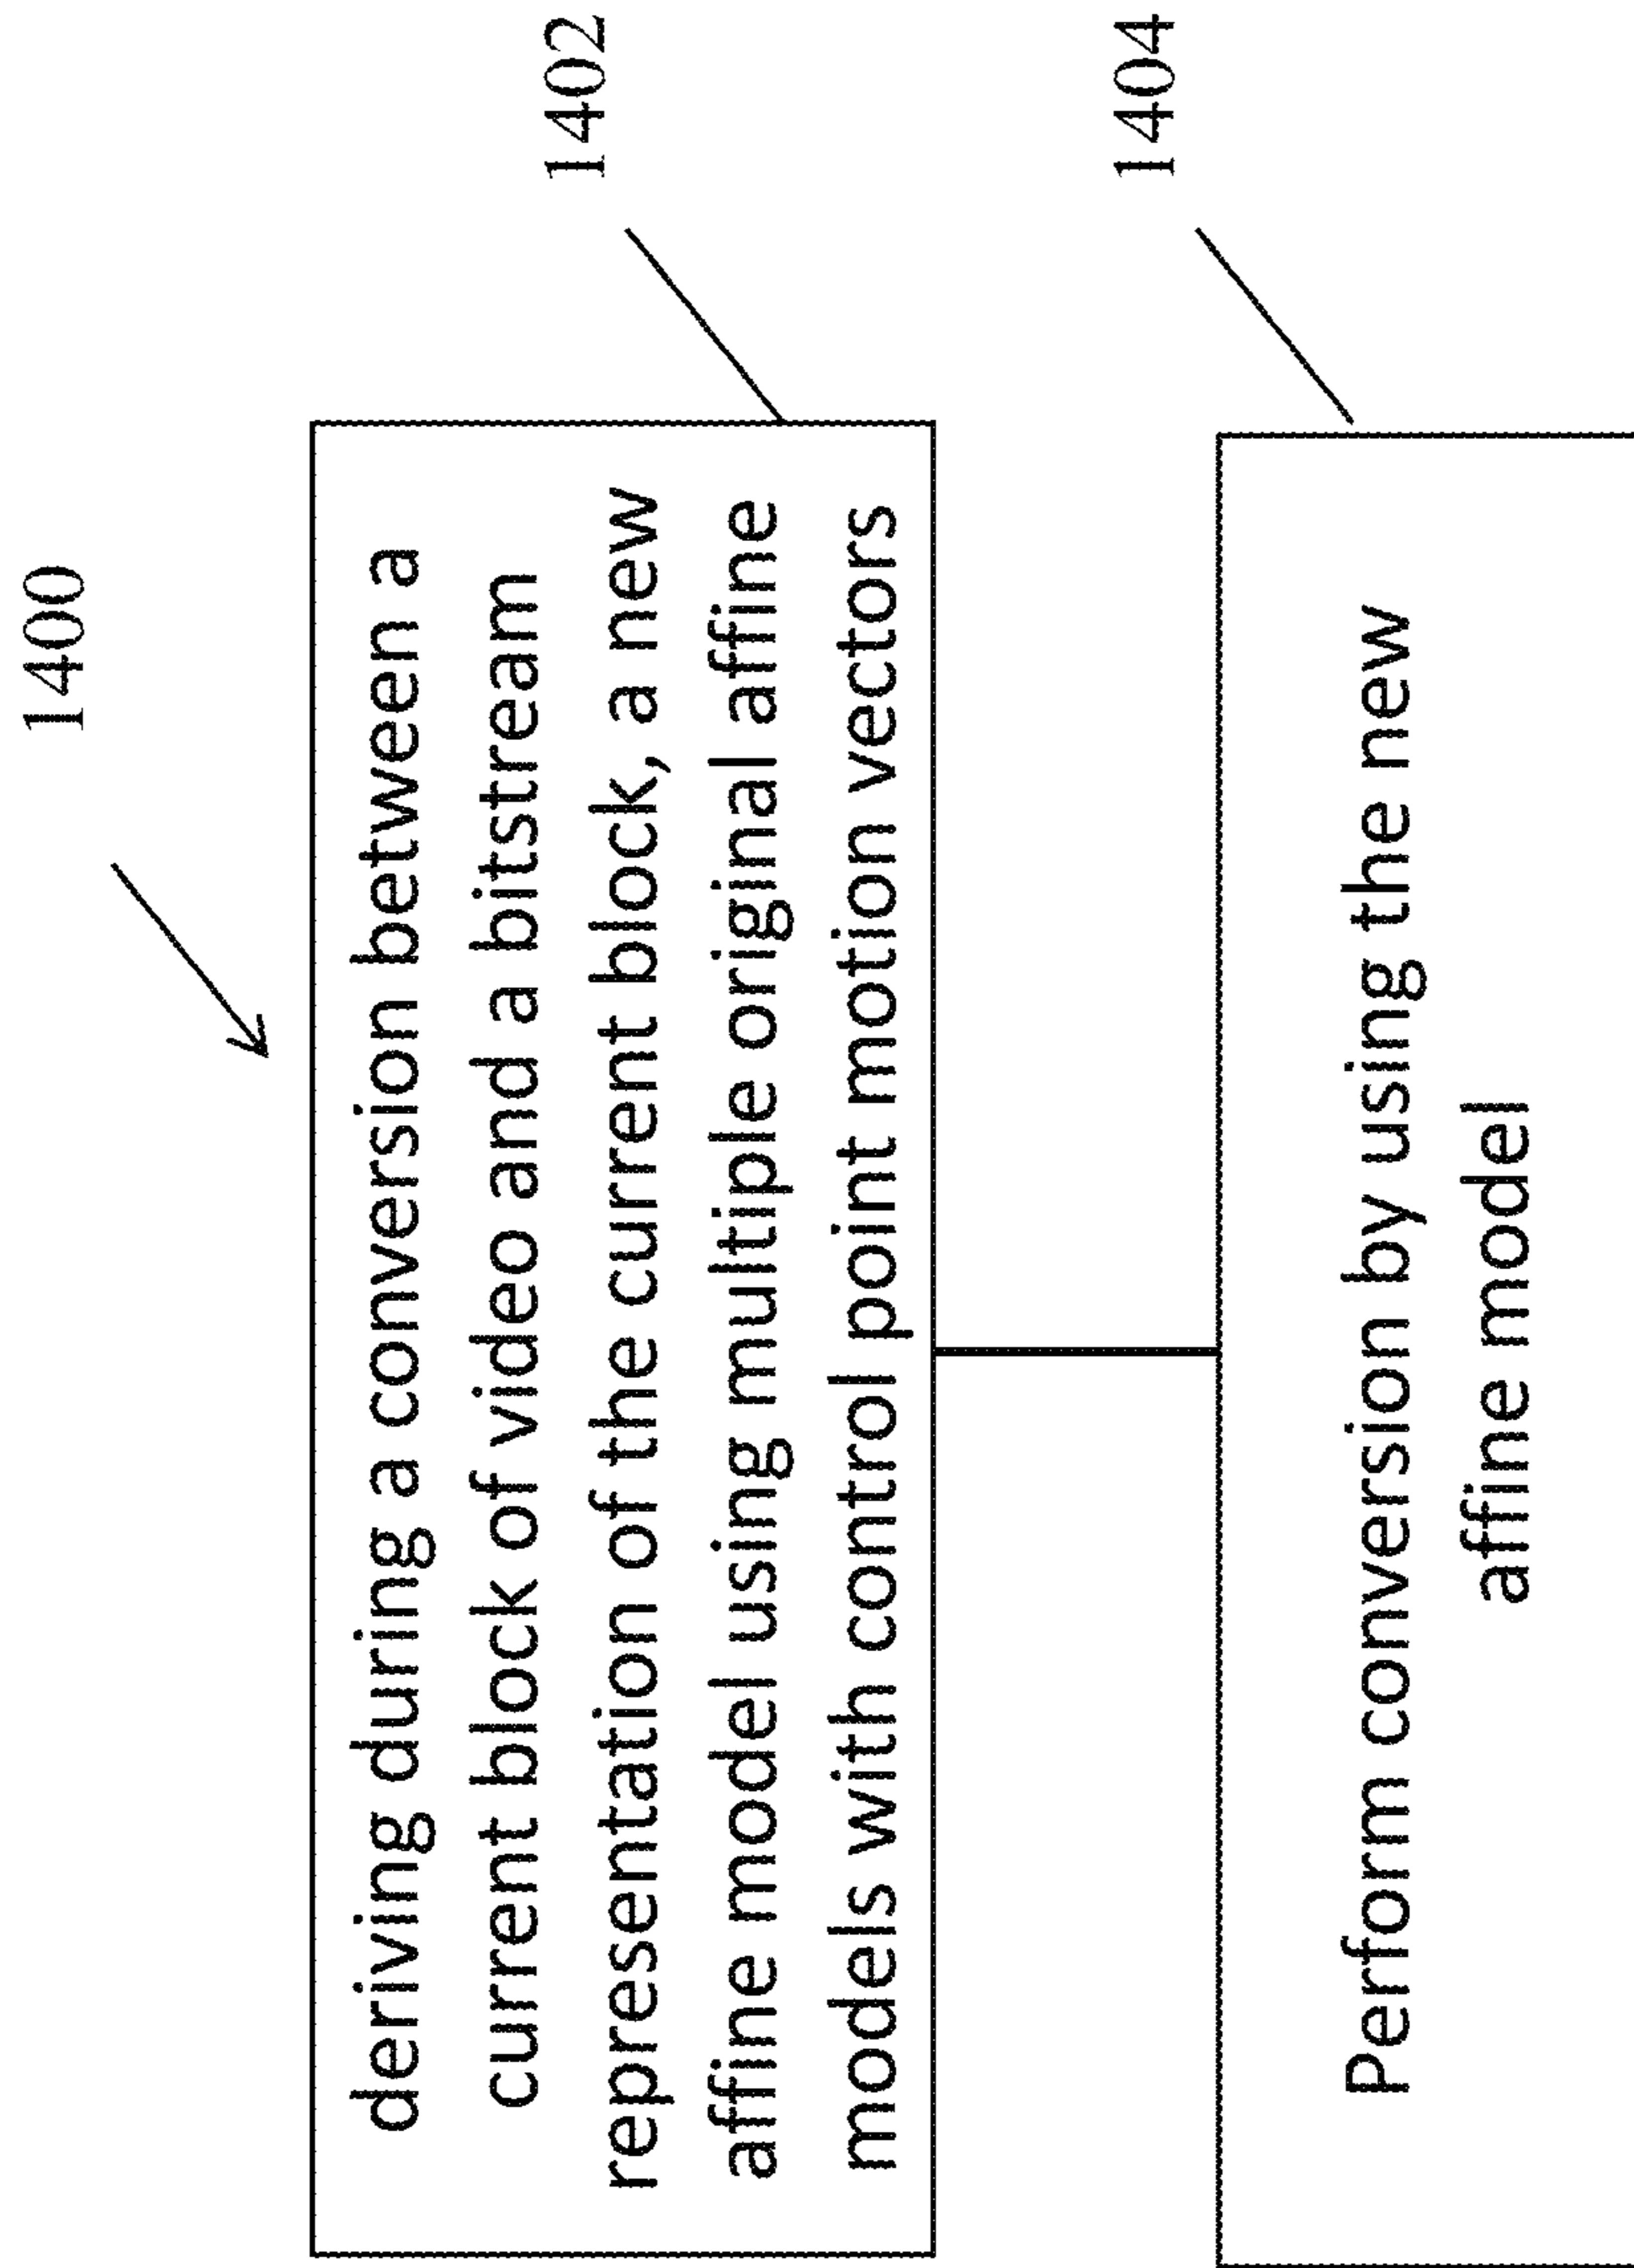 1400
deriving during a conversion between a
current block of video and a bitstream
representation of the current block, a new
affine model using multiple original affine
models with control point motion vectors
1402
Perform conversion by using the new
affine model
1404